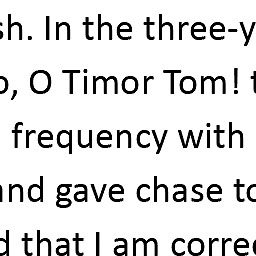 sh. In the three-y
o, O Timor Tom! t
frequency with
and gave chase to
d that I am correc